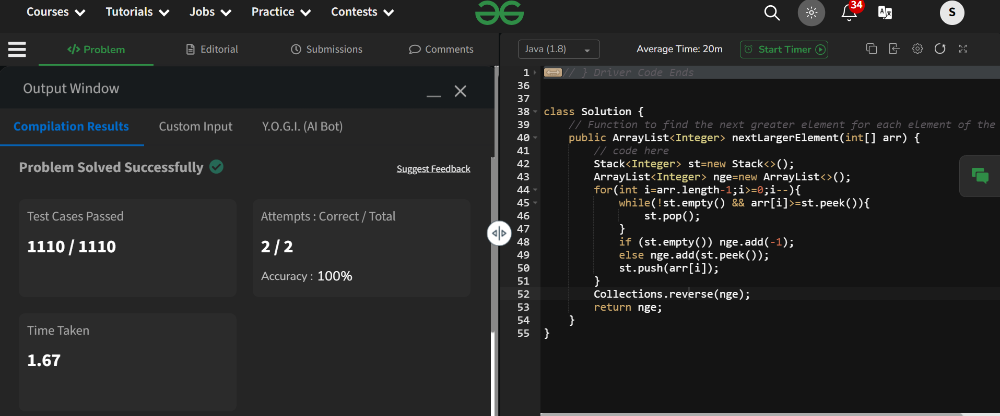 Courses Tutorials Jobs Practice Contests 34 S
Problem Editorial Submissions Comments
Java (1.8) Average Time: 20m Start Timer
Output Window
Compilation Results Custom Input Y.O.G.I. (AI Bot)
Problem Solved Successfully Suggest Feedback
Test Cases Passed
1110 / 1110
Attempts : Correct / Total
2 / 2
Accuracy : 100%
Time Taken
1.67
1 // } Driver Code Ends
36
37
38 class Solution {
39 // Function to find the next greater element for each element of the
40 public ArrayList<Integer> nextLargerElement(int[] arr) {
41 // code here
42 Stack<Integer> st=new Stack<>();
43 ArrayList<Integer> nge=new ArrayList<>();
44 for(int i=arr.length-1;i>=0;i--){
45 while(!st.empty() && arr[i]>=st.peek()){
46 st.pop();
47 }
48 if (st.empty()) nge.add(-1);
49 else nge.add(st.peek());
50 st.push(arr[i]);
51 }
52 Collections.reverse(nge);
53 return nge;
54 }
55 }